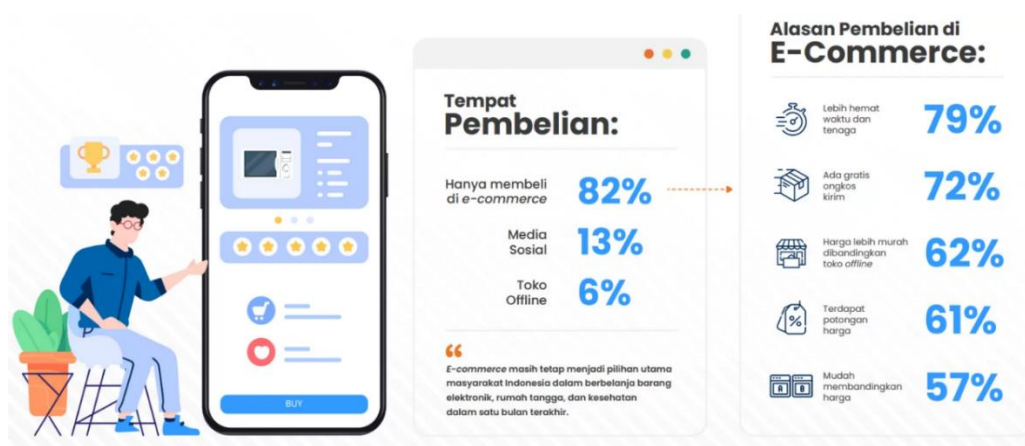 BUY
Tempat
Pembelian:
Hanya membeli
di e-commerce
82%
Media
Sosial
13%
Toko
Offline
6%
“
E-commerce masih tetap menjadi pilihan utama
masyarakat Indonesia dalam berbelanja barang
elektronik, rumah tangga, dan kesehatan
dalam satu bulan terakhir.
Alasan Pembelian di
E-Commerce:
Lebih hemat
waktu dan
tenaga
79%
Ada gratis
ongkos
kirim
72%
Harga lebih murah
dibandingkan
toko offline
62%
%
Terdapat
potongan
harga
61%
A B
Mudah
membandingkan
harga
57%